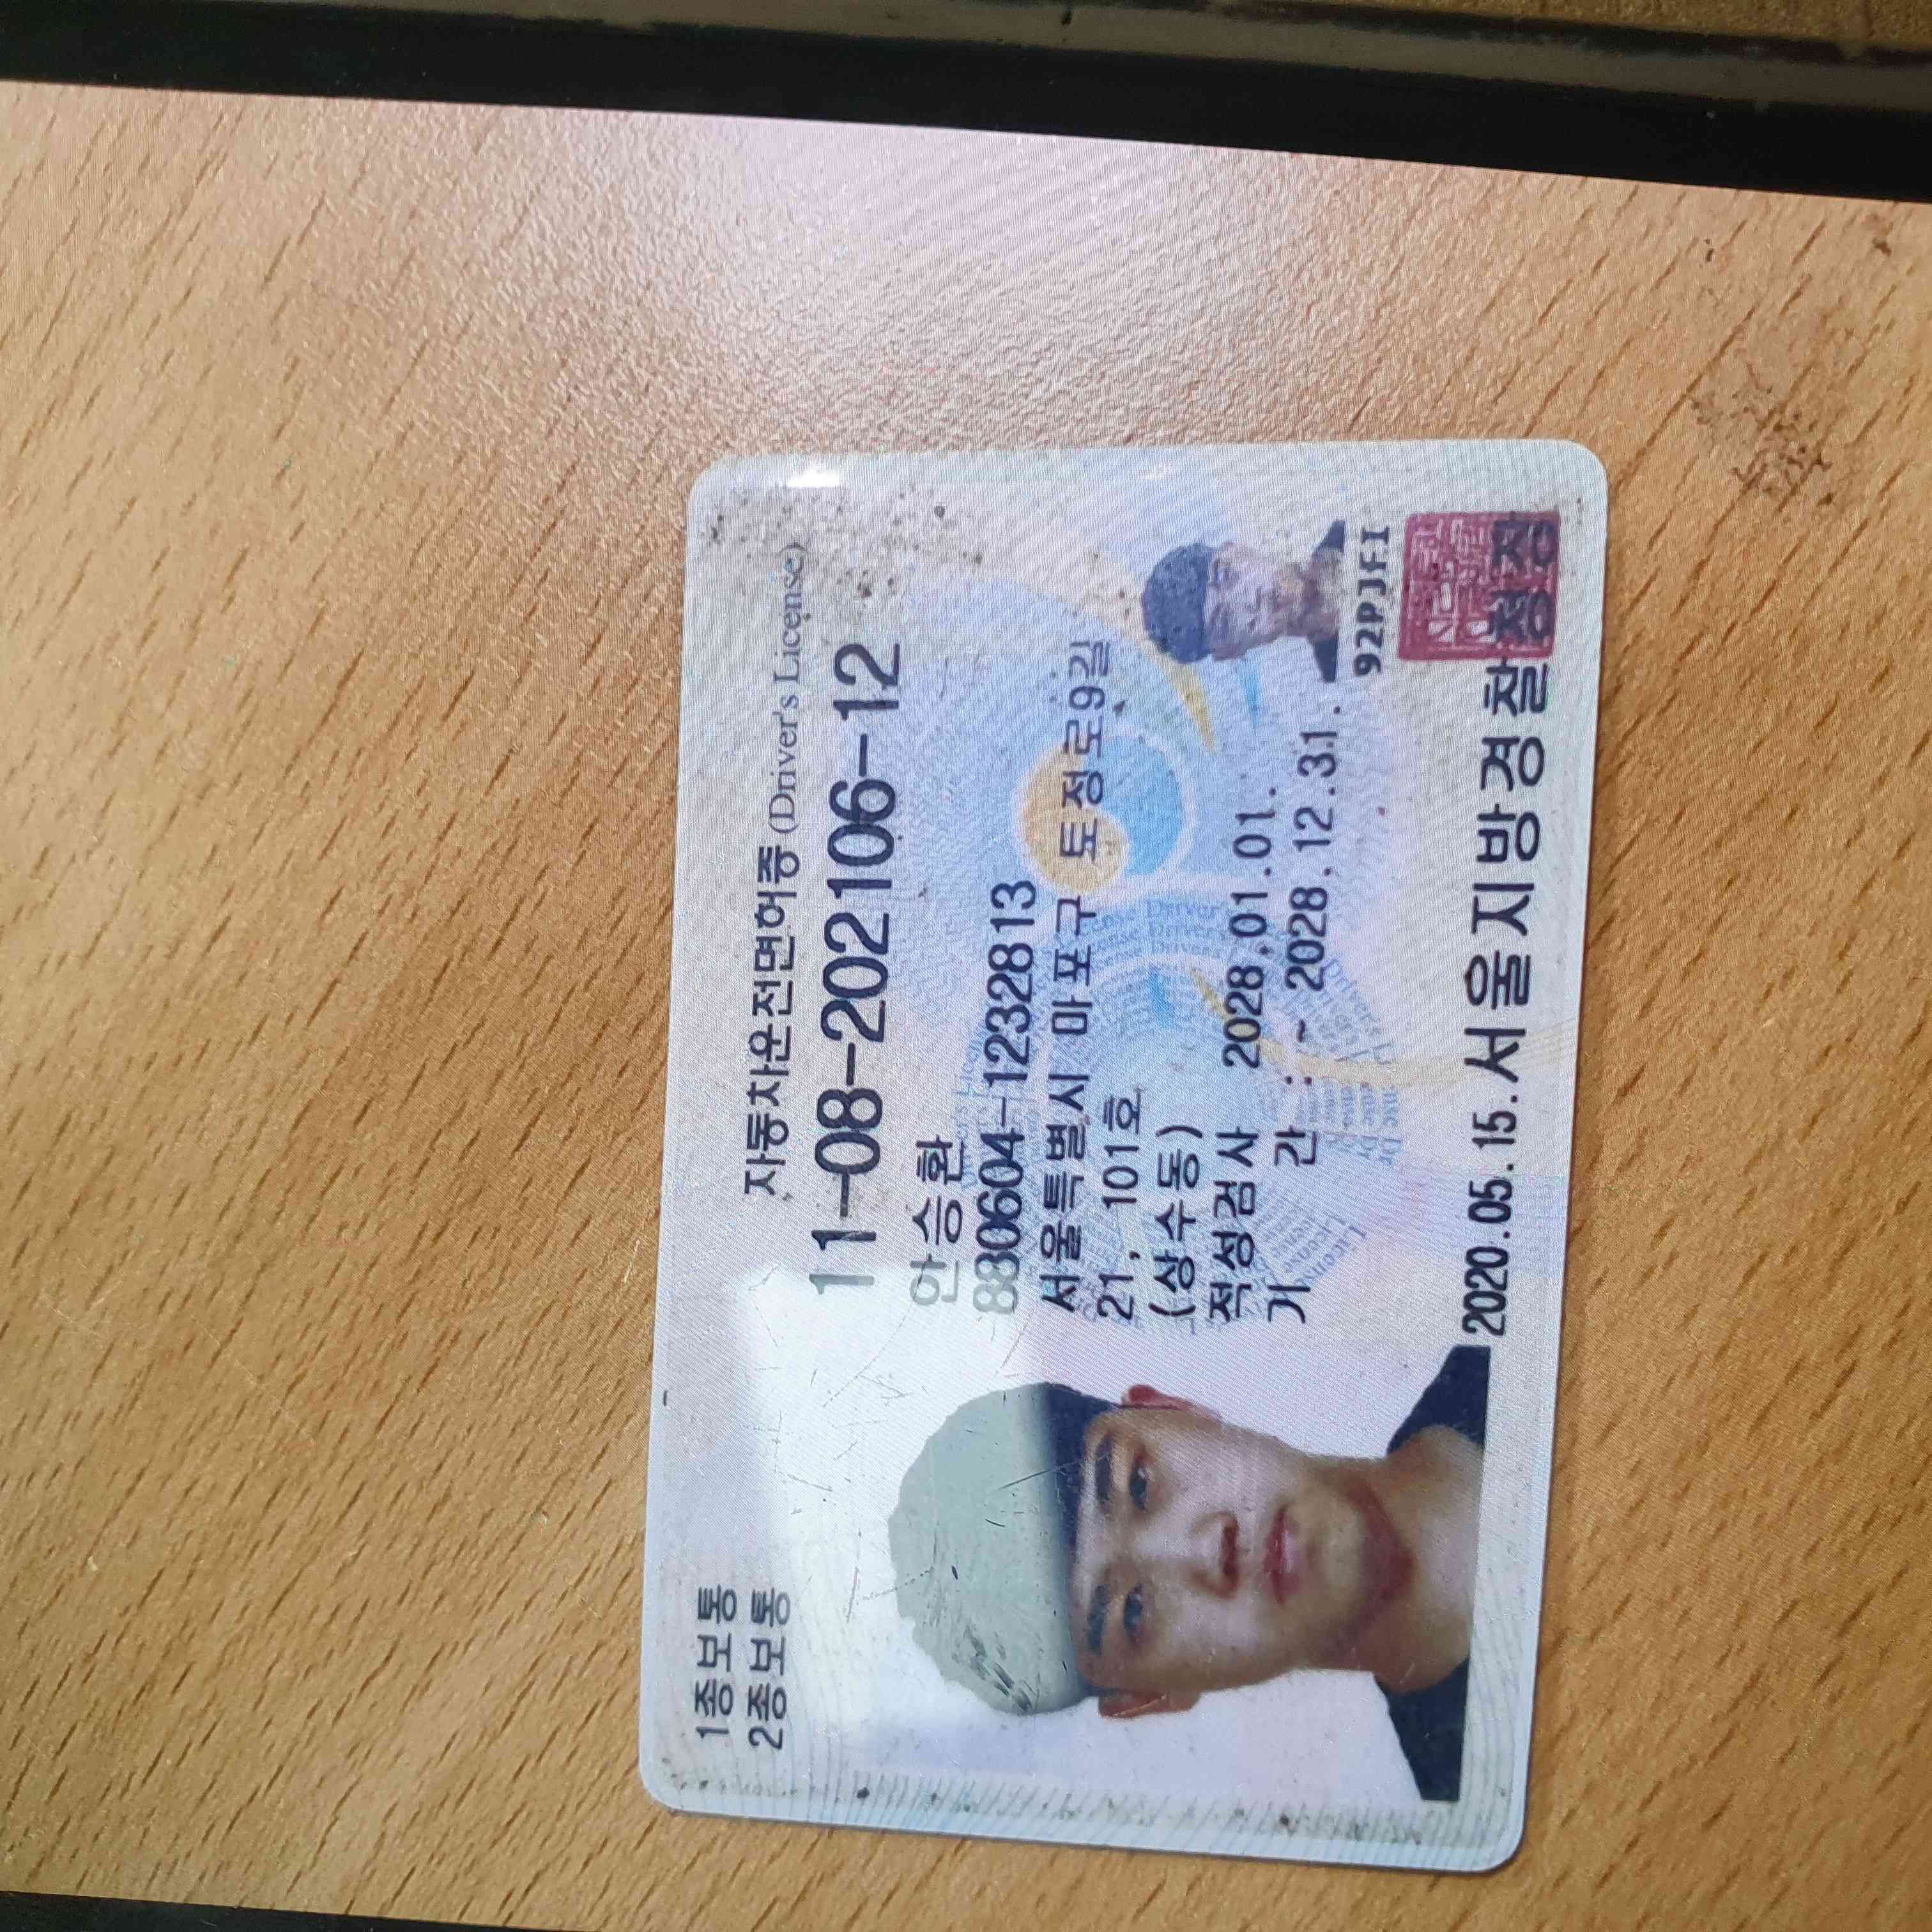 1종보통
2종보통
자동차운전면허증 (Driver's License)
11-08-202106-12
안승환
880604-1232813
서울특별시 마포구 토정로9길
21, 101호
(상수동)
적성검사 2028.01.01.
기 간 : ~ 2028.12.31.
92PJFI
2020.05.15. 서울지방경찰청장